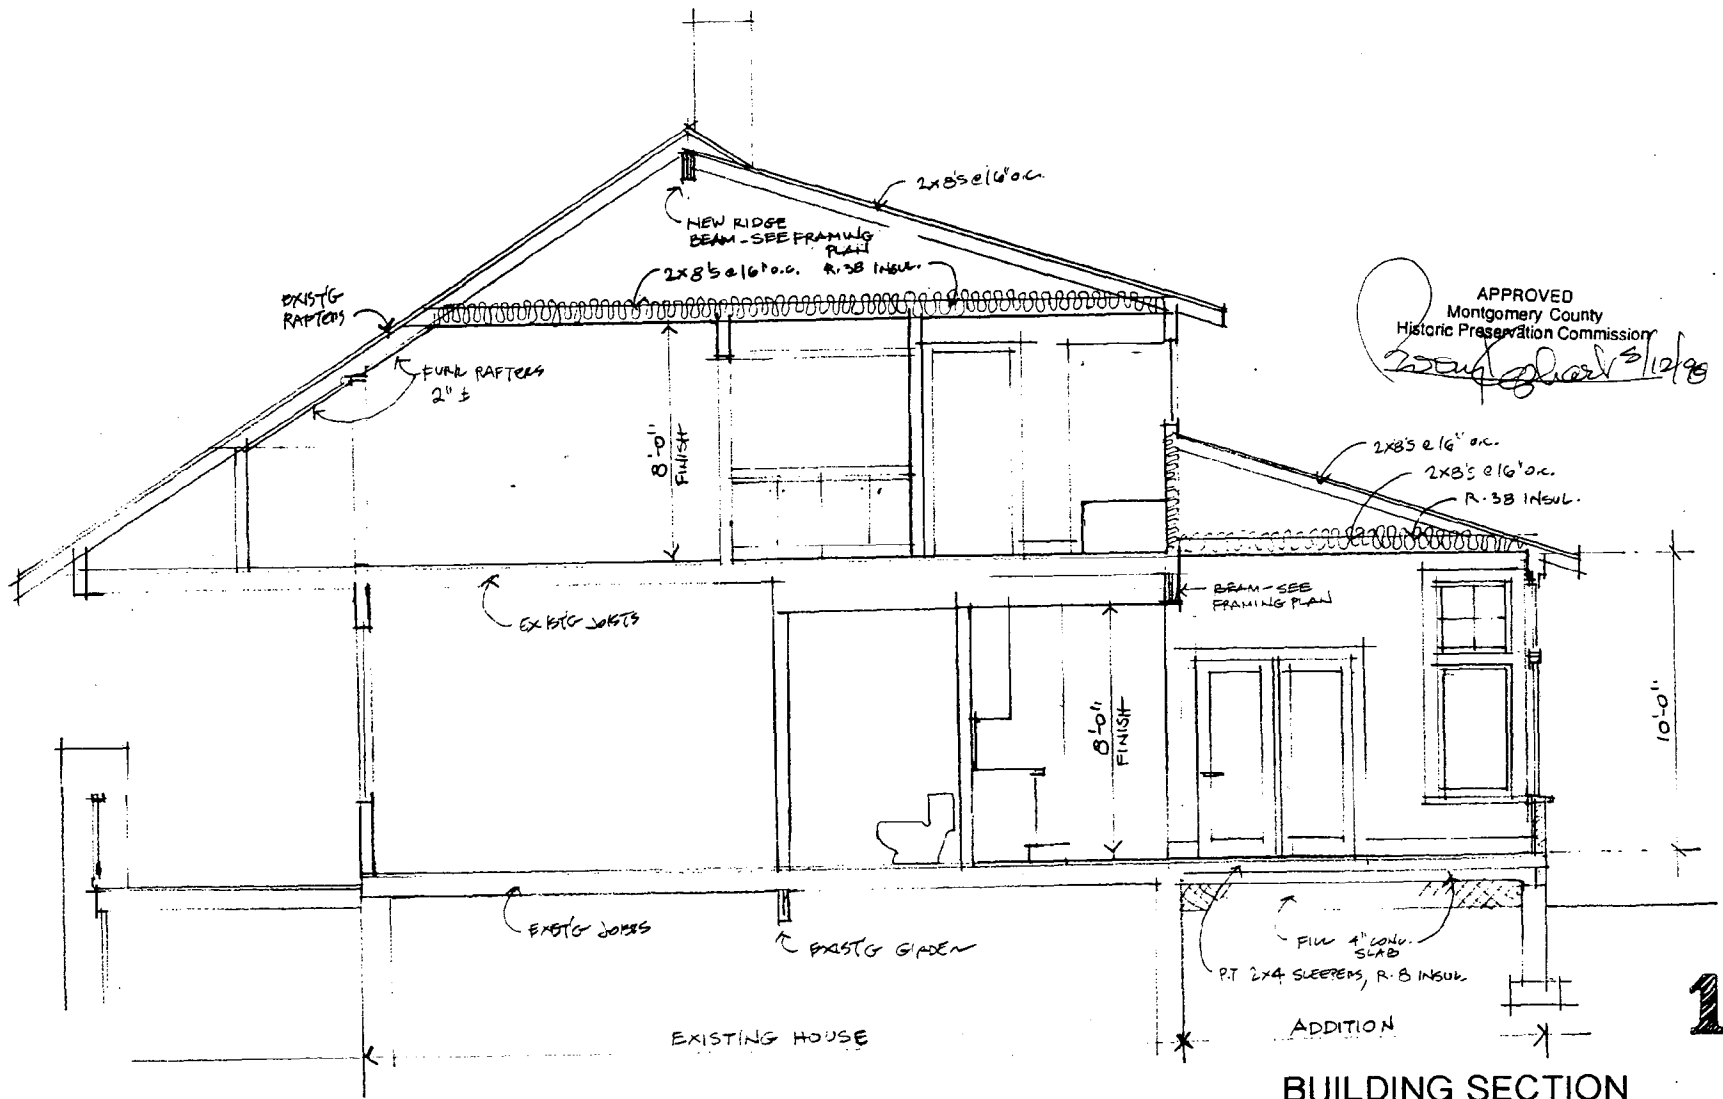 2x8's @ 16" o.c.
NEW RIDGE
BEAM - SEE FRAMING
PLAN
2x8's @ 16" o.c. R-38 INSUL.
EXIST'G
RAFTERS
FURR RAFTERS
2" ±
8'-0"
FINISH
APPROVED
Montgomery County
Historic Preservation Commission
5/12/98
2x8's @ 16" o.c.
2x8's @ 16" o.c.
R-38 INSUL.
BEAM - SEE
FRAMING PLAN
EXIST'G JOISTS
8'-0"
FINISH
10'-0"
EXIST'G JOISTS
EXIST'G GIRDER
FILL 4" CONC.
SLAB
P.T 2x4 SLEEPERS, R-8 INSUL.
EXISTING HOUSE
ADDITION
1
BUILDING SECTION